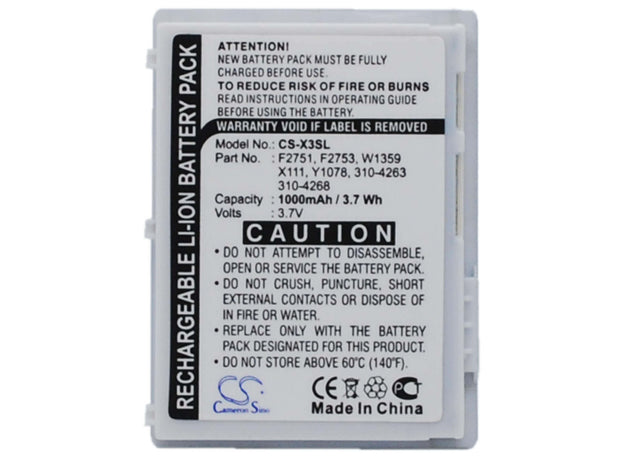 RECHARGEABLE LI-ION BATTERY PACK
ATTENTION!
NEW BATTERY PACK MUST BE FULLY
CHARGED BEFORE USE.
TO REDUCE RISK OF FIRE OR BURNS
READ INSTRUCTIONS IN OPERATING GUIDE
BEFORE USING THE BATTERY.
WARRANTY VOID IF LABEL IS REMOVED
Model No.: CS-X3SL
Part No. : F2751, F2753, W1359
X111, Y1078, 310-4263
310-4268
Capacity : 1000mAh / 3.7 Wh
Volts : 3.7V
CAUTION
• DO NOT ATTEMPT TO DISASSEMBLE,
OPEN OR SERVICE THE BATTERY PACK.
• DO NOT CRUSH, PUNCTURE, SHORT
EXTERNAL CONTACTS OR DISPOSE OF
IN FIRE OR WATER.
• REPLACE ONLY WITH THE BATTERY
PACK DESIGNATED FOR THE EQUIPMENT.
• DO NOT STORE ABOVE 60°C (140°F).
CS
Cameron Sino
CE
Made In China